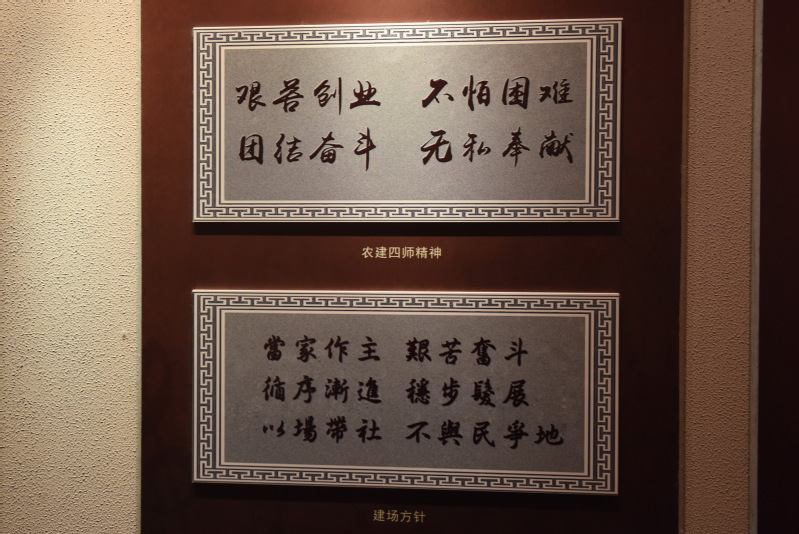 艰苦创业 不怕困难
团结奋斗 无私奉献
农建四师精神
當家作主 艱苦奮斗
循序漸進 穩步髮展
以場帶社 不與民爭地
建场方针